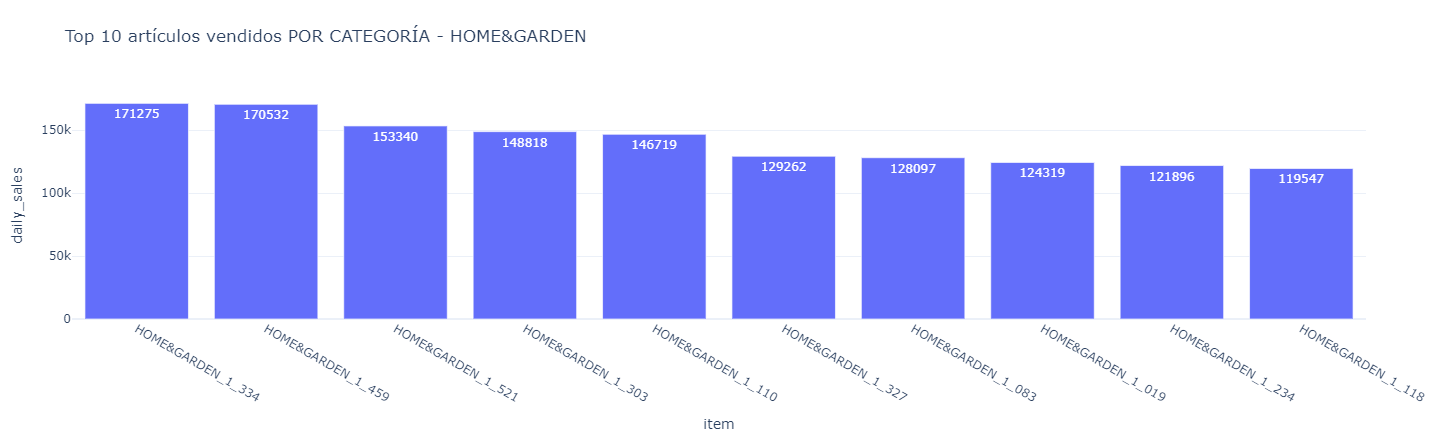 Top 10 artículos vendidos POR CATEGORÍA - HOME&GARDEN
daily_sales
150k
100k
50k
0
171275
170532
153340
148818
146719
129262
128097
124319
121896
119547
HOME&GARDEN_1_334
HOME&GARDEN_1_459
HOME&GARDEN_1_521
HOME&GARDEN_1_303
HOME&GARDEN_1_110
HOME&GARDEN_1_327
HOME&GARDEN_1_083
HOME&GARDEN_1_019
HOME&GARDEN_1_234
HOME&GARDEN_1_118
item